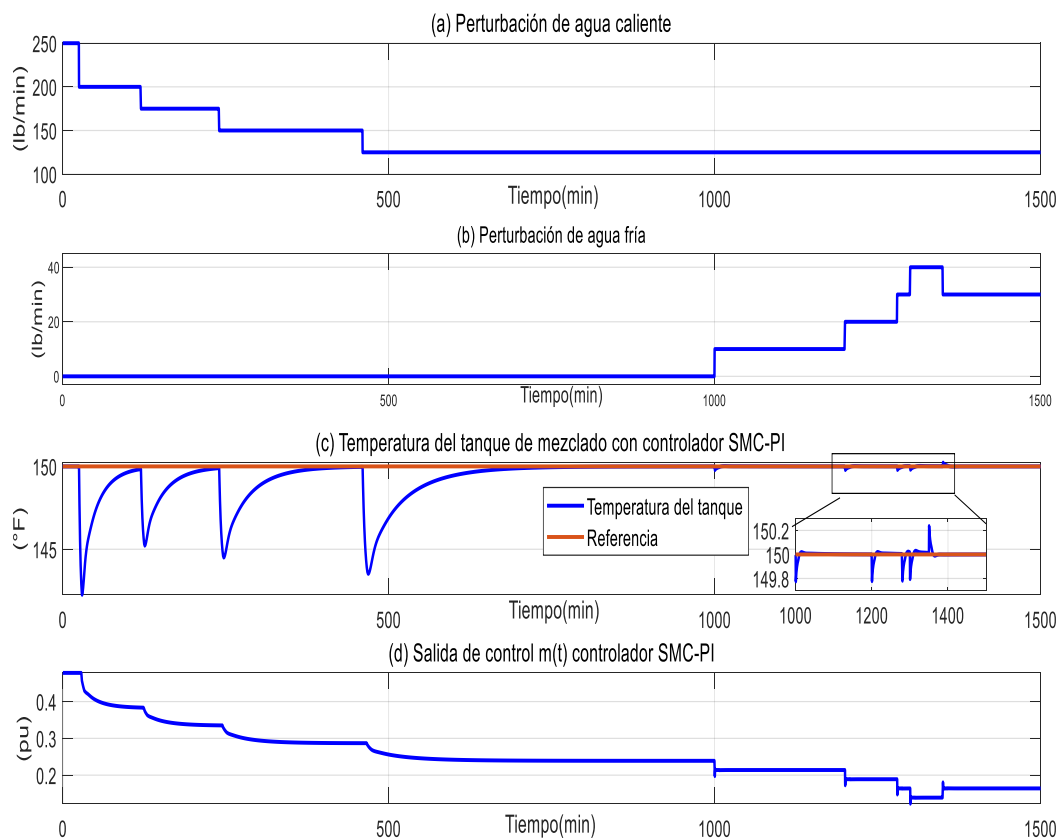 (a) Perturbación de agua caliente
250
200
150
100
(lb/min)
0
500
1000
1500
Tiempo(min)
(b) Perturbación de agua fría
40
20
0
(lb/min)
0
500
1000
1500
Tiempo(min)
(c) Temperatura del tanque de mezclado con controlador SMC-PI
150
145
(°F)
Temperatura del tanque
Referencia
150.2
150
149.8
1000
1200
1400
0
500
1000
1500
Tiempo(min)
(d) Salida de control m(t) controlador SMC-PI
0.4
0.3
0.2
(pu)
0
500
1000
1500
Tiempo(min)